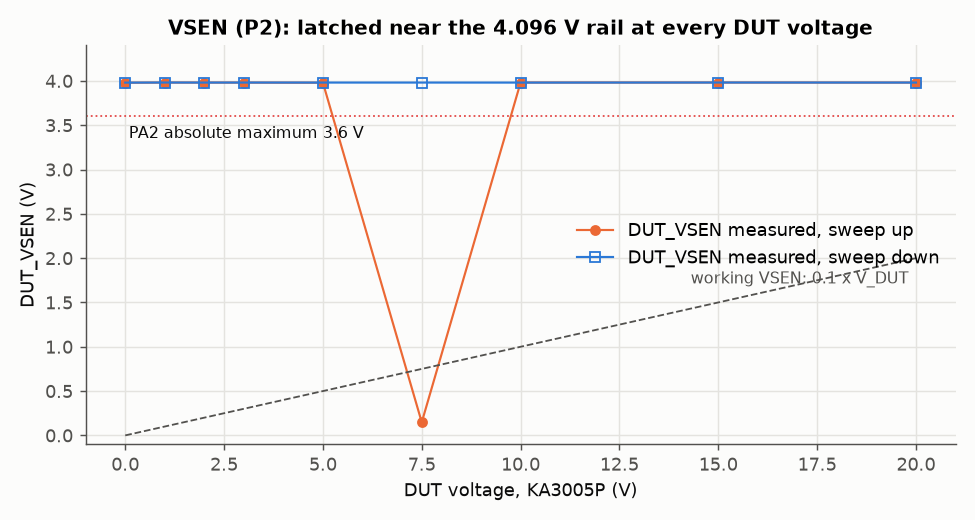 VSEN (P2): latched near the 4.096 V rail at every DUT voltage
4.0
3.5
3.0
2.5
2.0
1.5
1.0
0.5
0.0
DUT_VSEN (V)
PA2 absolute maximum 3.6 V
DUT_VSEN measured, sweep up
DUT_VSEN measured, sweep down
working VSEN: 0.1 x V_DUT
0.0 2.5 5.0 7.5 10.0 12.5 15.0 17.5 20.0
DUT voltage, KA3005P (V)